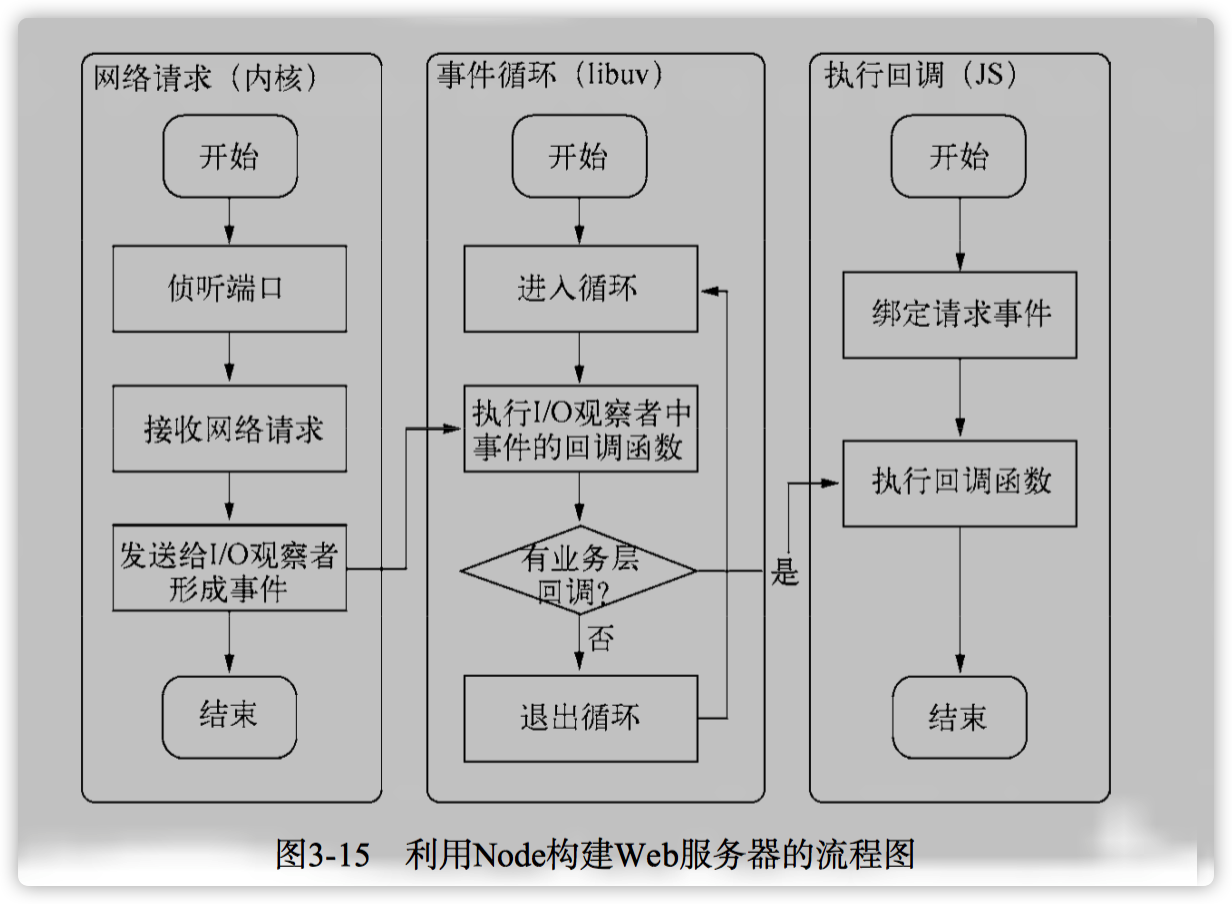 网络请求（内核）
开始
侦听端口
接收网络请求
发送给I/O观察者
形成事件
结束
事件循环（libuv）
开始
进入循环
执行I/O观察者中
事件的回调函数
有业务层
回调?
是
否
退出循环
执行回调（JS）
开始
绑定请求事件
执行回调函数
结束
图3-15 利用Node构建Web服务器的流程图